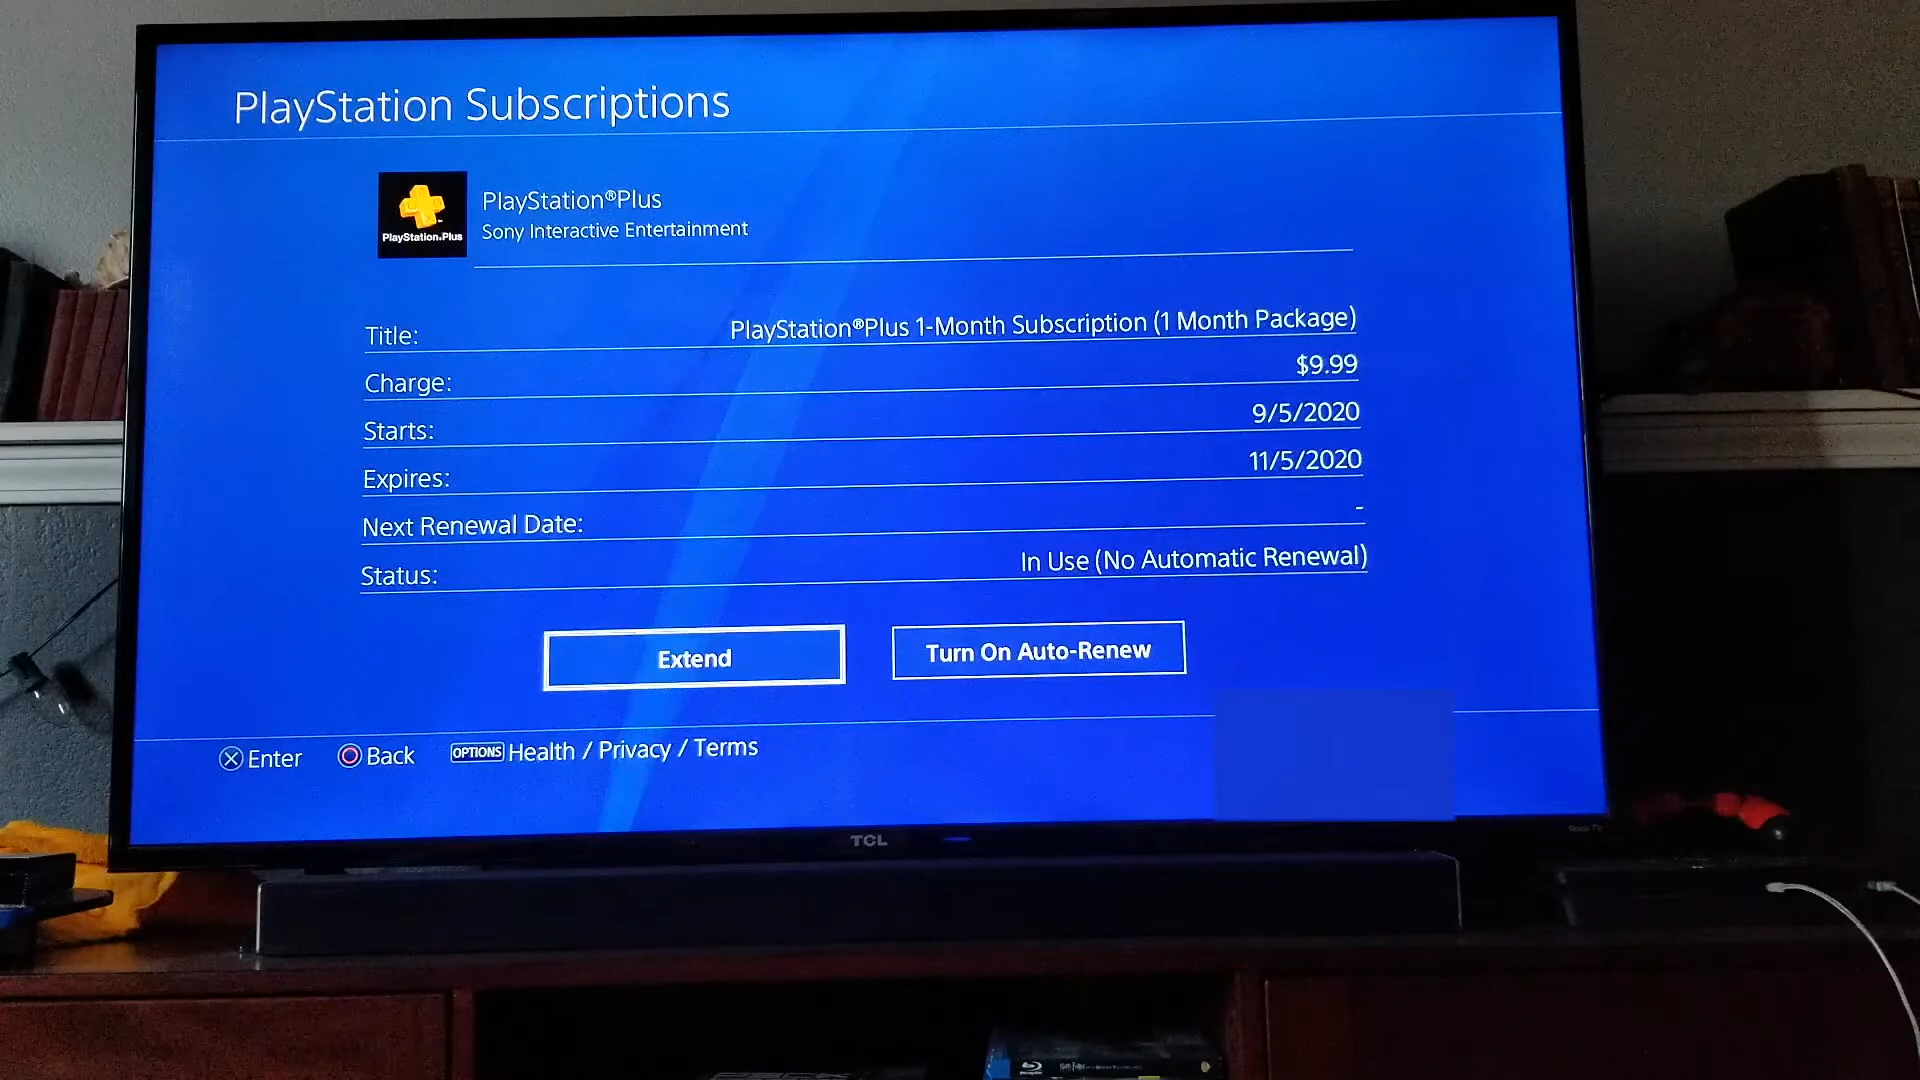 PlayStation Subscriptions
PlayStation®Plus
PlayStation®Plus
Sony Interactive Entertainment
Title: PlayStation®Plus 1-Month Subscription (1 Month Package)
Charge: $9.99
Starts: 9/5/2020
Expires: 11/5/2020
Next Renewal Date: -
Status: In Use (No Automatic Renewal)
Extend Turn On Auto-Renew
Enter Back OPTIONS Health / Privacy / Terms
TCL
Roku TV